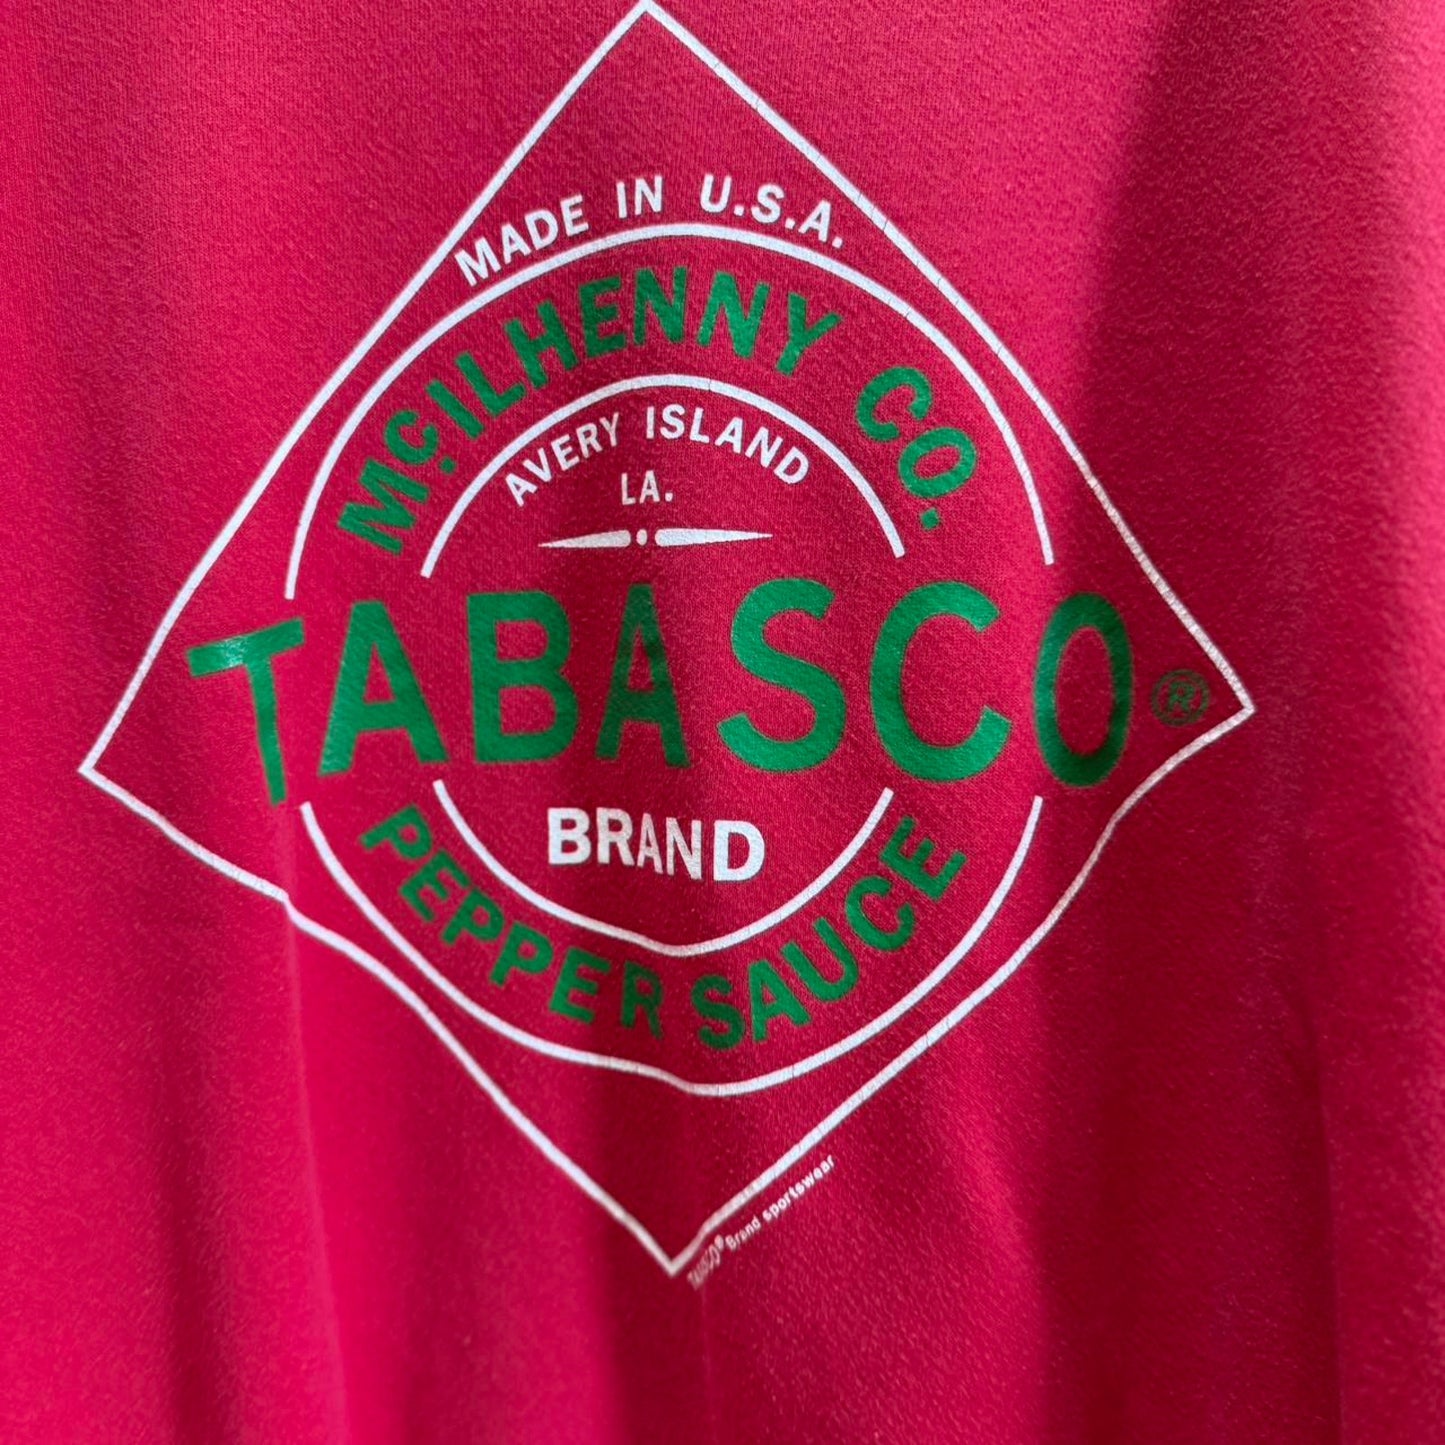 MADE IN U.S.A.
McILHENNY CO.
AVERY ISLAND
LA.
TABASCO®
BRAND
PEPPER SAUCE
TABASCO® Brand sportswear